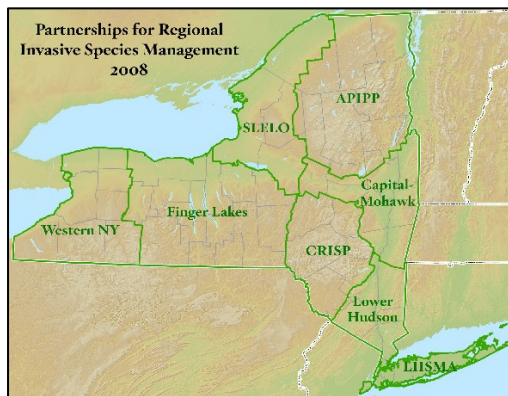 Partnerships for Regional
Invasive Species Management
2008
APIPP
SLELO
Capital-
Mohawk
Finger Lakes
Western NY
CRISP
Lower
Hudson
LIISMA